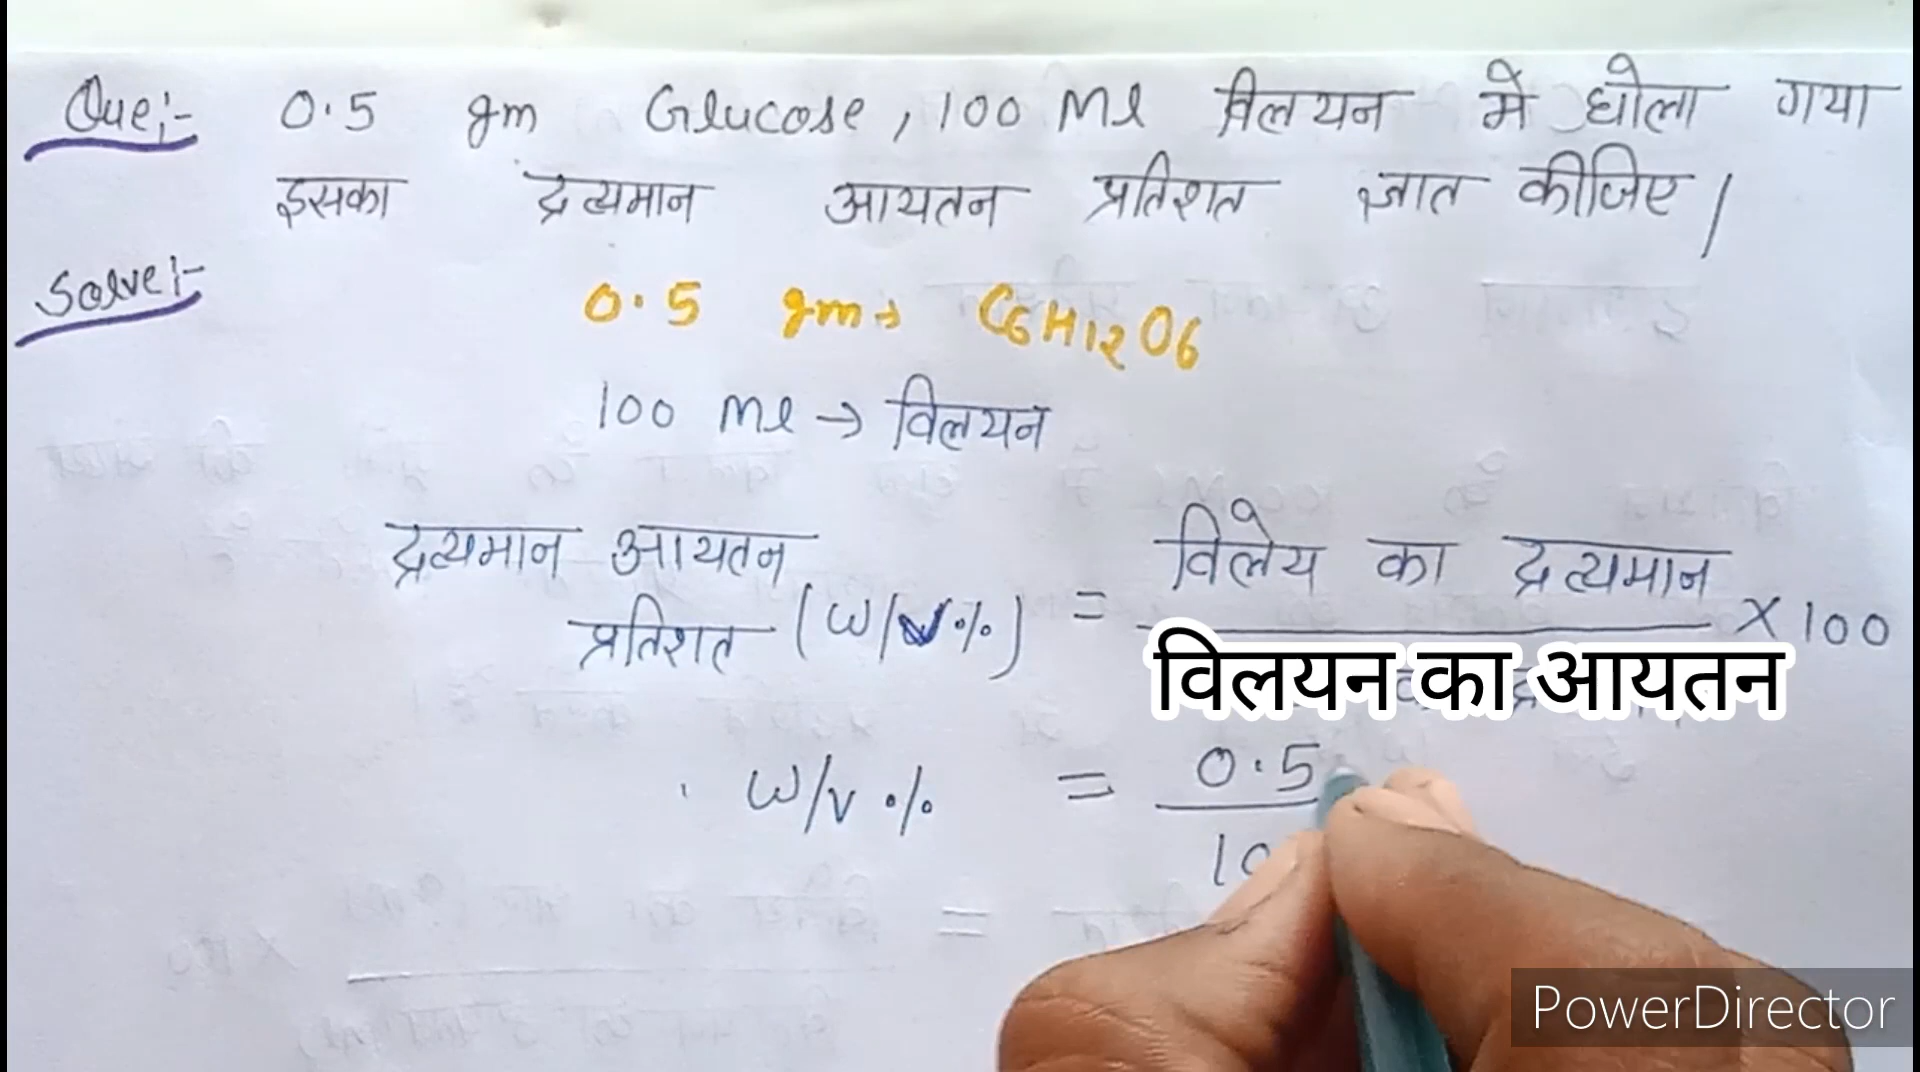 Que:- 0.5 gm Glucose, 100 Ml विलयन में घोला गया
इसका द्रव्यमान आयतन प्रतिशत ज्ञात कीजिए |
Solve:-
0.5 gm → C6H12O6
100 Ml → विलयन
द्रव्यमान आयतन
प्रतिशत (W/V %) = विलेय का द्रव्यमान × 100
विलयन का आयतन
W/V % = 0.5
10
PowerDirector